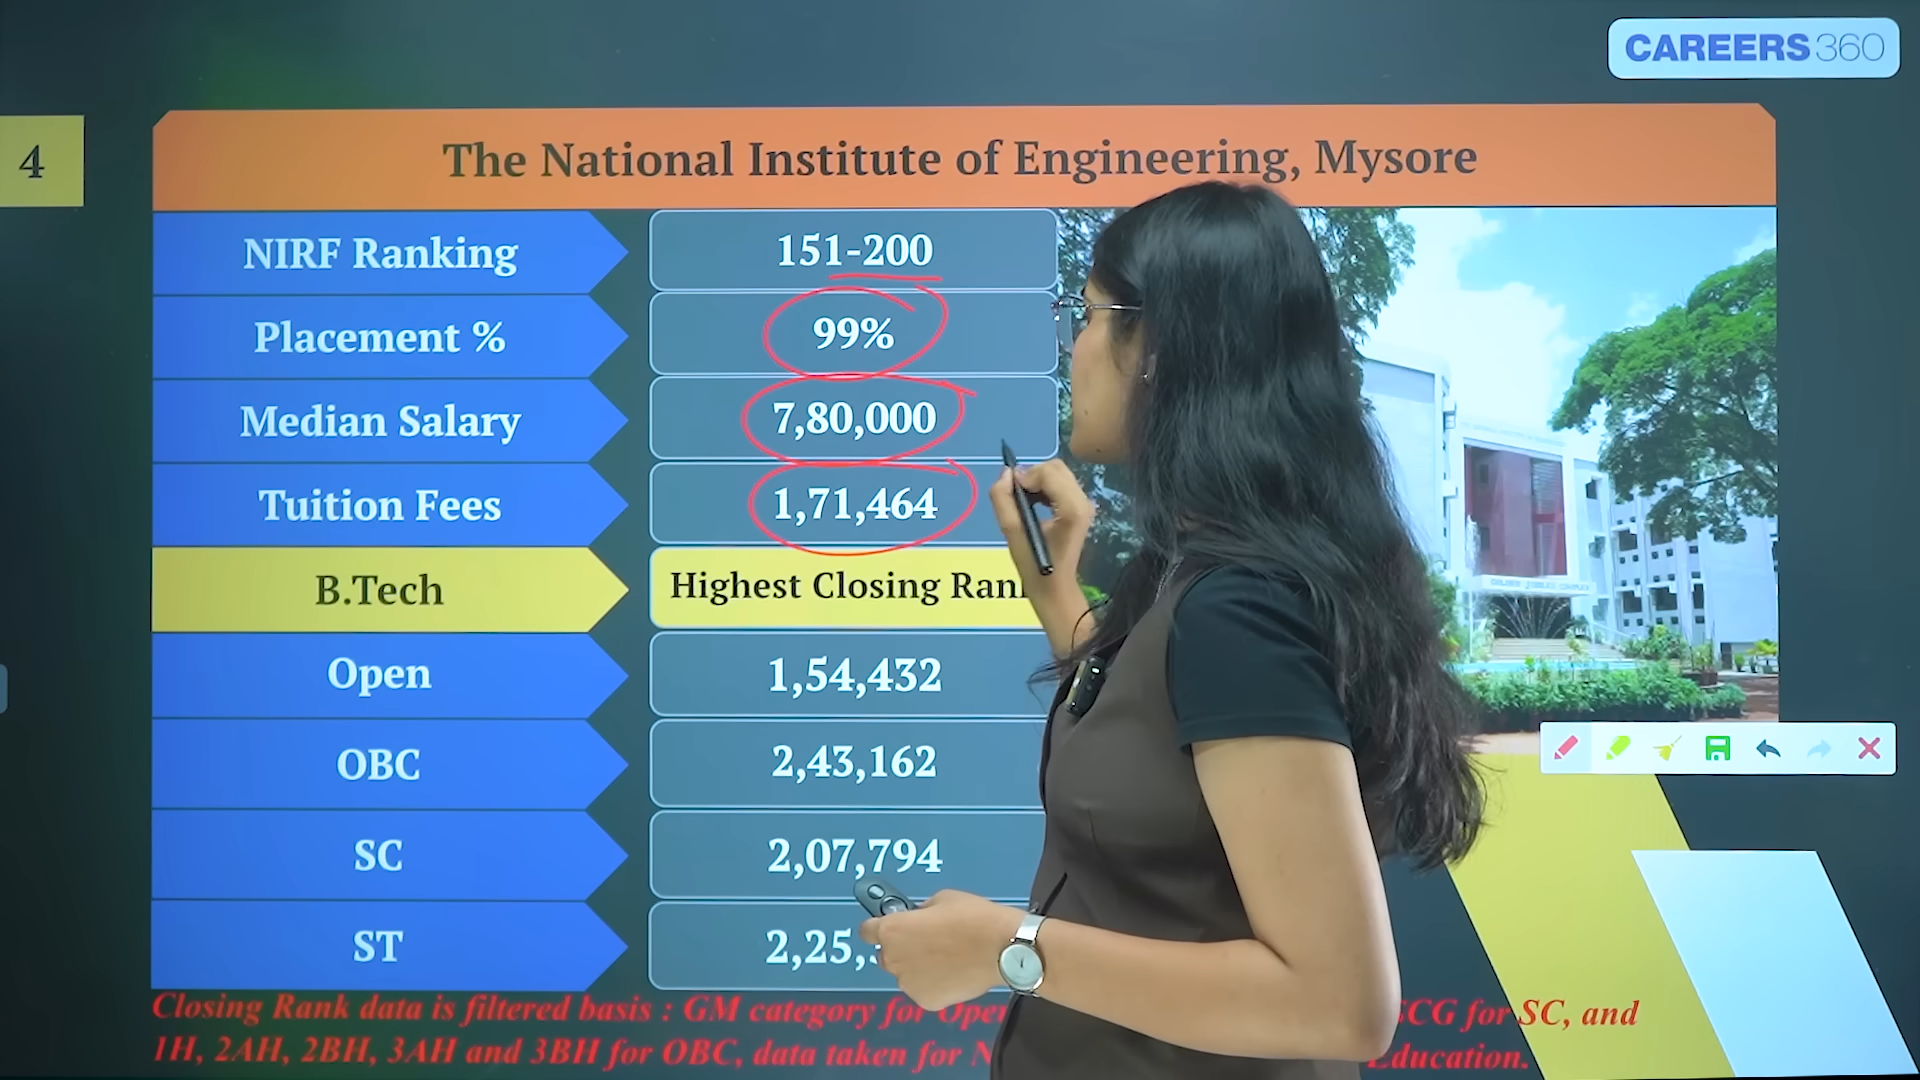 CAREERS360
4
The National Institute of Engineering, Mysore
NIRF Ranking 151-200
Placement % 99%
Median Salary 7,80,000
Tuition Fees 1,71,464
B.Tech Highest Closing
Open 1,54,432
OBC 2,43,162
SC 2,07,794
ST 2,25,
Closing Rank data is filtered basis : GM category for for SC, and
1H, 2AH, 2BH, 3AH and 3BH for OBC, data taken for Education.